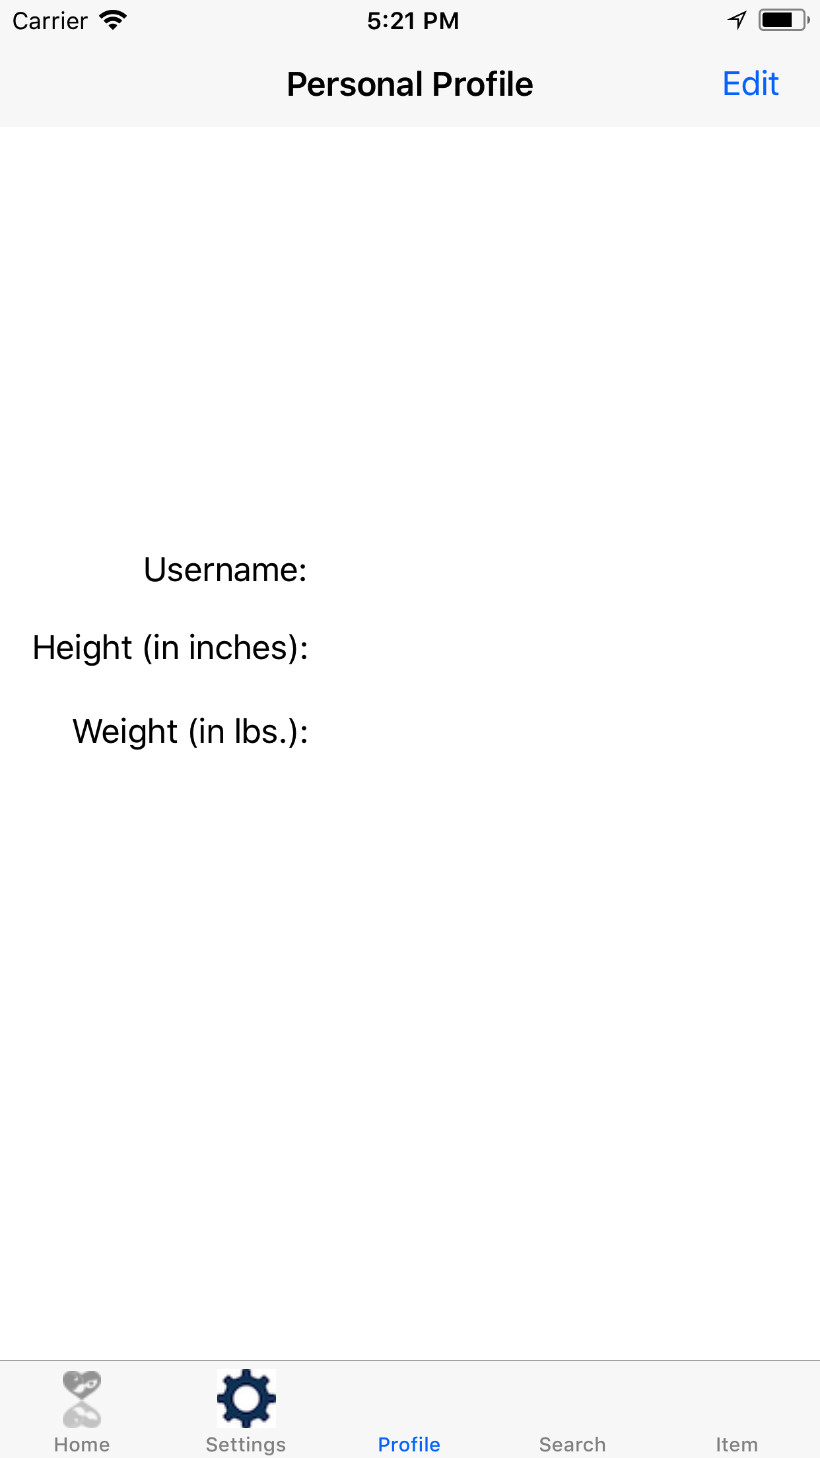 Carrier 5:21 PM
Personal Profile Edit
Username:
Height (in inches):
Weight (in lbs.):
Home Settings Profile Search Item